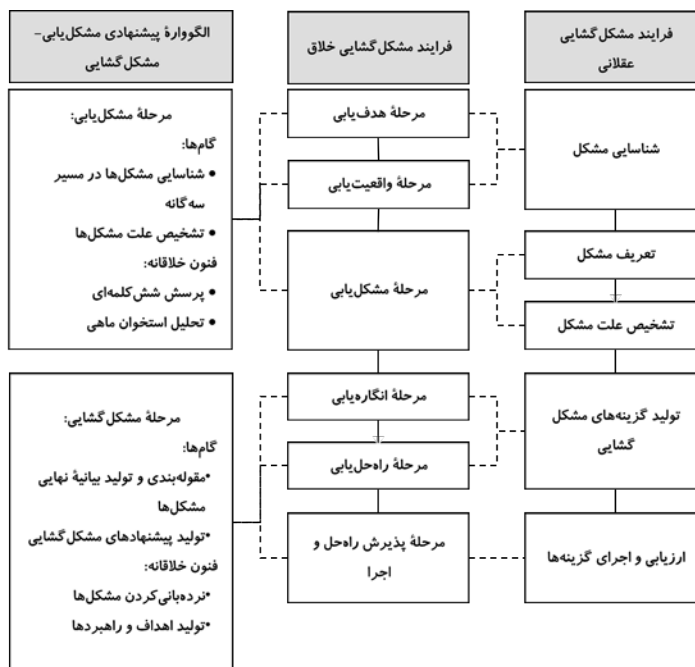 فرایند مشکل‌گشایی
عقلانی
شناسایی مشکل
تعریف مشکل
تشخیص علت مشکل
تولید گزینه‌های مشکل
گشایی
ارزیابی و اجرای گزینه‌ها
فرایند مشکل‌گشایی خلاق
مرحلهٔ هدف‌یابی
مرحلهٔ واقعیت‌یابی
مرحلهٔ مشکل‌یابی
مرحلهٔ انگاره‌یابی
مرحلهٔ راه‌حل‌یابی
مرحلهٔ پذیرش راه‌حل و
اجرا
الگووارهٔ پیشنهادی مشکل‌یابی-
مشکل‌گشایی
مرحلهٔ مشکل‌یابی:
گام‌ها:
• شناسایی مشکل‌ها در مسیر
سه‌گانه
• تشخیص علت مشکل‌ها
فنون خلاقانه:
• پرسش شش‌کلمه‌ای
• تحلیل استخوان ماهی
مرحلهٔ مشکل‌گشایی:
گام‌ها:
•مقوله‌بندی و تولید بیانیهٔ نهایی
مشکل‌ها
•تولید پیشنهادهای مشکل‌گشایی
فنون خلاقانه:
•نرده‌بانی‌کردن مشکل‌ها
•تولید اهداف و راهبردها